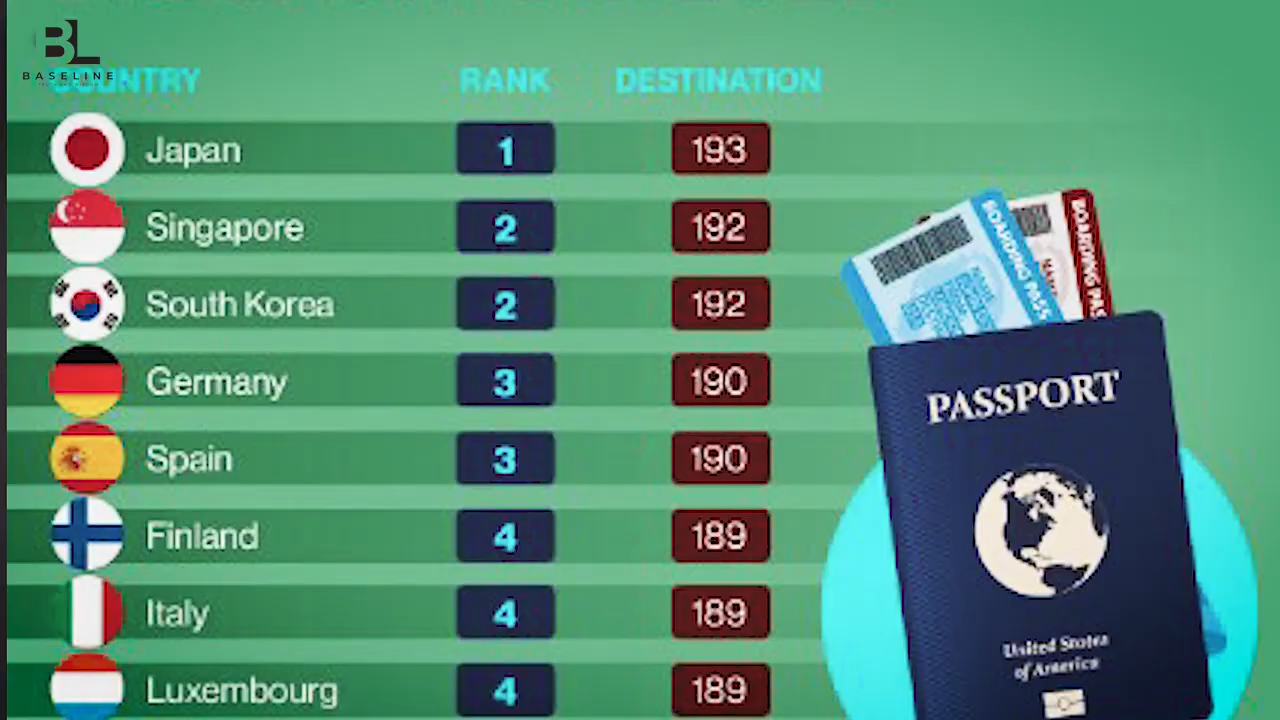 BL
BASELINE
COUNTRY RANK DESTINATION
Japan 1 193
Singapore 2 192
South Korea 2 192
Germany 3 190
Spain 3 190
Finland 4 189
Italy 4 189
Luxembourg 4 189
BOARDING PASS
BOARDING PAS
PASSPORT
United States
of America